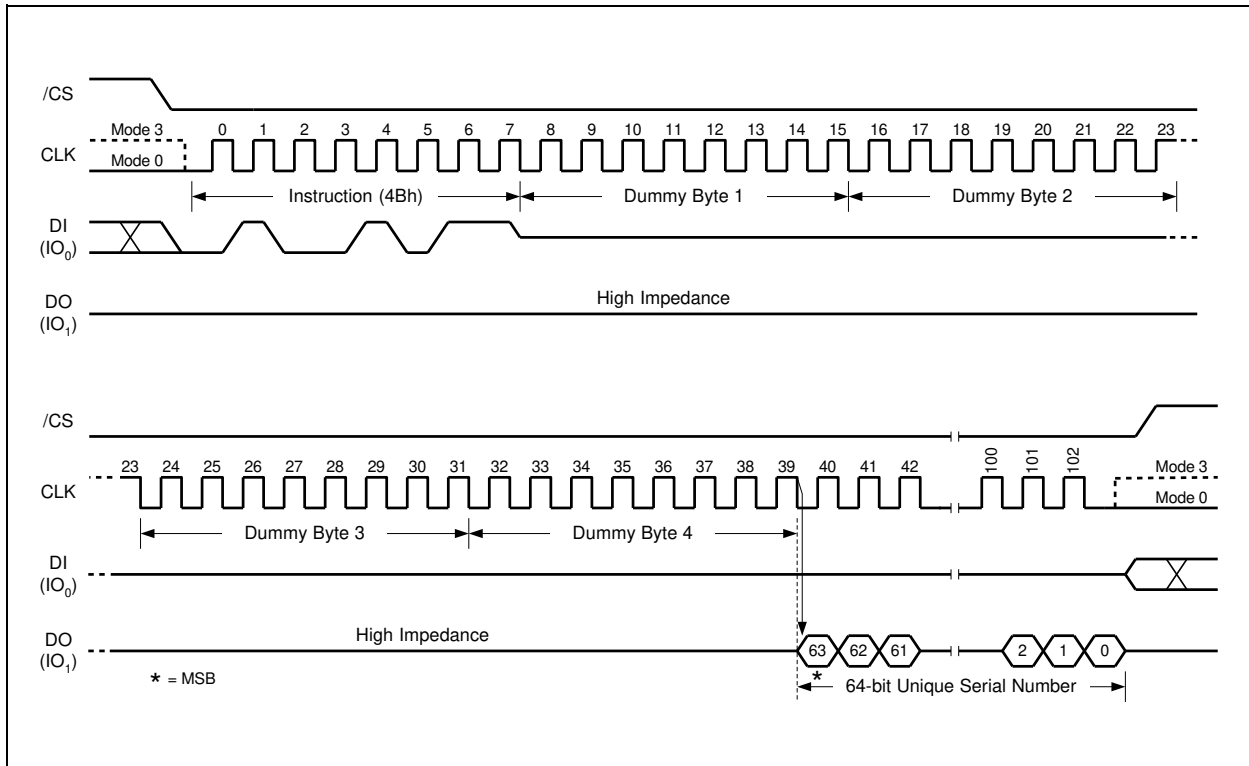 /CS
Mode 3 0 1 2 3 4 5 6 7 8 9 10 11 12 13 14 15 16 17 18 19 20 21 22 23
CLK
Mode 0
Instruction (4Bh) Dummy Byte 1 Dummy Byte 2
DI
(IO0)
High Impedance
DO
(IO1)
/CS
23 24 25 26 27 28 29 30 31 32 33 34 35 36 37 38 39 40 41 42 100 101 102 Mode 3
CLK
Mode 0
Dummy Byte 3 Dummy Byte 4
DI
(IO0)
High Impedance
DO
(IO1)
63 62 61 2 1 0
* = MSB
* 64-bit Unique Serial Number